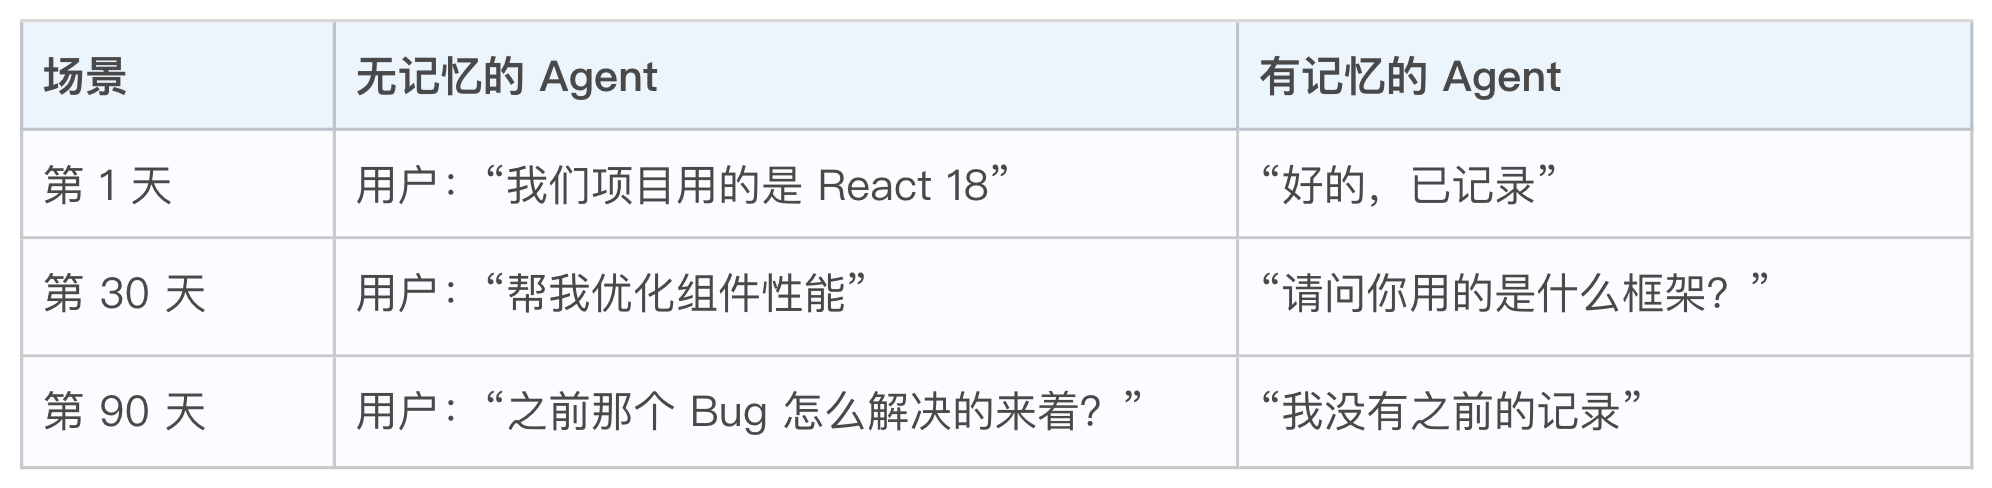 场景 无记忆的 Agent 有记忆的 Agent
第 1 天 用户：“我们项目用的是 React 18” “好的，已记录”
第 30 天 用户：“帮我优化组件性能” “请问你用的是什么框架？”
第 90 天 用户：“之前那个 Bug 怎么解决的来着？” “我没有之前的记录”